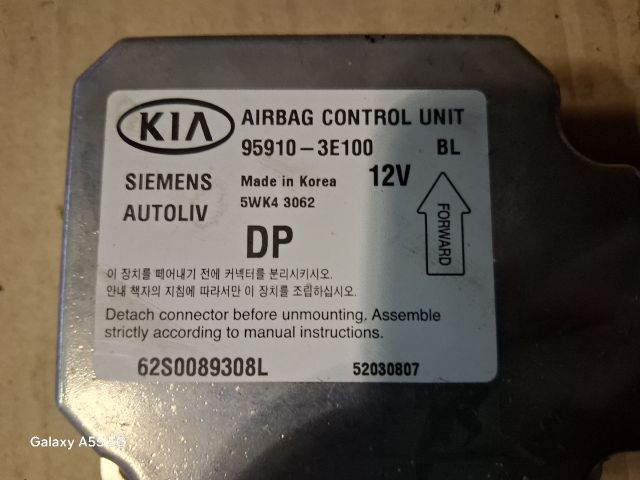 KIA AIRBAG CONTROL UNIT
95910-3E100 BL
SIEMENS Made in Korea 12V
AUTOLIV 5WK4 3062
FORWARD
DP
이 장치를 떼어내기 전에 커넥터를 분리시키시오.
안내 책자의 지침에 따라서만 이 장치를 조립하십시오.
Detach connector before unmounting. Assemble
strictly according to manual instructions.
62S0089308L 52030807
Galaxy A55 5G